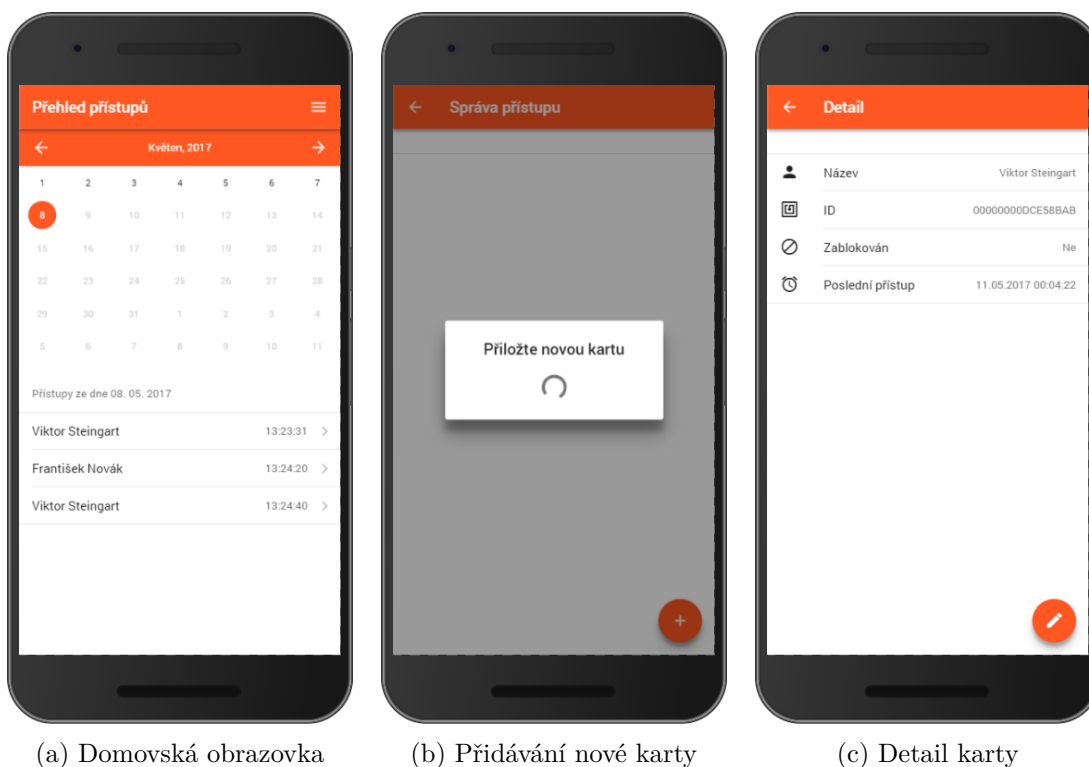 Přehled přístupů
Květen, 2017
1 2 3 4 5 6 7
8 9 10 11 12 13 14
15 16 17 18 19 20 21
22 23 24 25 26 27 28
29 30 31 1 2 3 4
5 6 7 8 9 10 11
Přístupy ze dne 08. 05. 2017
Viktor Steingart 13:23:31
František Novák 13:24:20
Viktor Steingart 13:24:40
(a) Domovská obrazovka
Správa přístupu
Přiložte novou kartu
(b) Přidávání nové karty
Detail
Název Viktor Steingart
ID 00000000DCE58BAB
Zablokován Ne
Poslední přístup 11.05.2017 00:04:22
(c) Detail karty